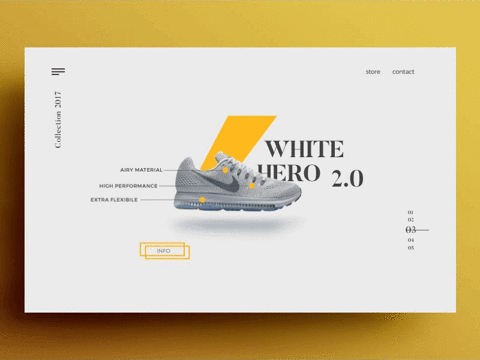 store contact
Collection 2017
WHITE
HERO 2.0
AIRY MATERIAL
HIGH PERFORMANCE
EXTRA FLEXIBILE
INFO
01
02
03
04
05